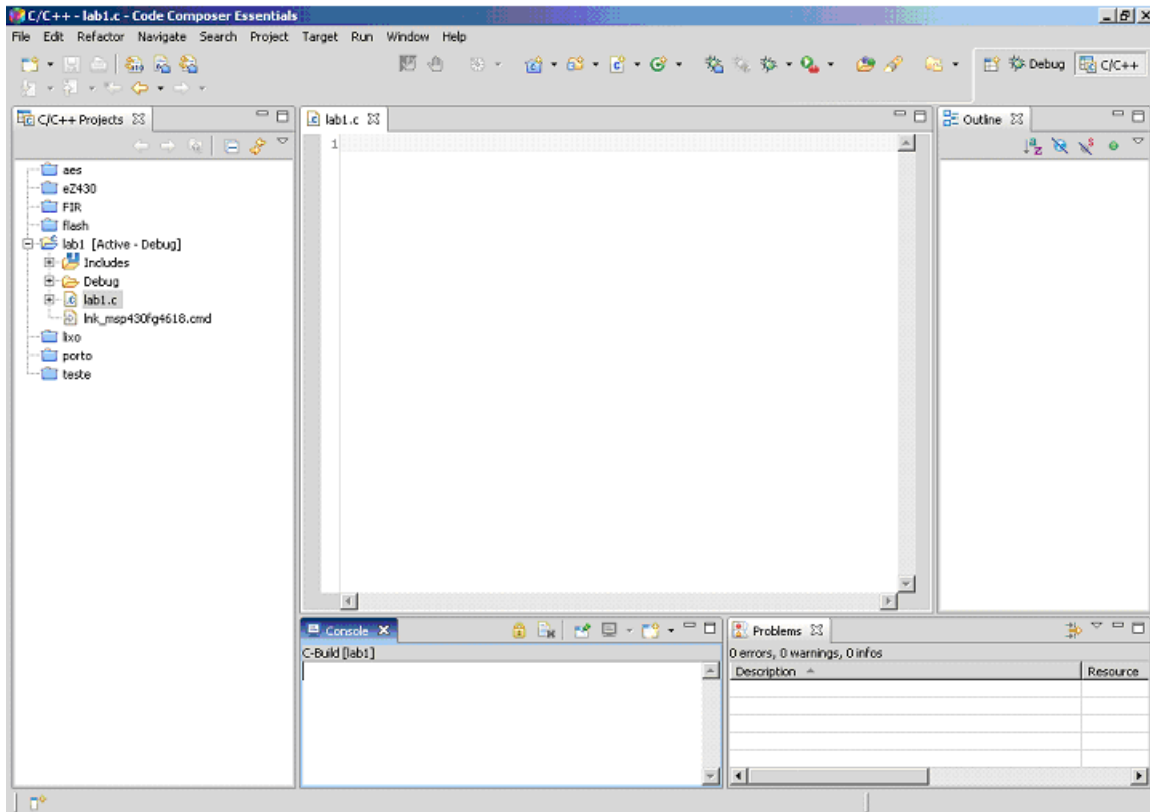 C/C++ - lab1.c - Code Composer Essentials
File Edit Refactor Navigate Search Project Target Run Window Help
Debug C/C++
C/C++ Projects
lab1.c
Outline
1
aes
eZ430
FIR
flash
lab1 [Active - Debug]
Includes
Debug
lab1.c
lnk_msp430fg4618.cmd
lixo
porto
teste
Console
Problems
C-Build [lab1]
0 errors, 0 warnings, 0 infos
Description Resource